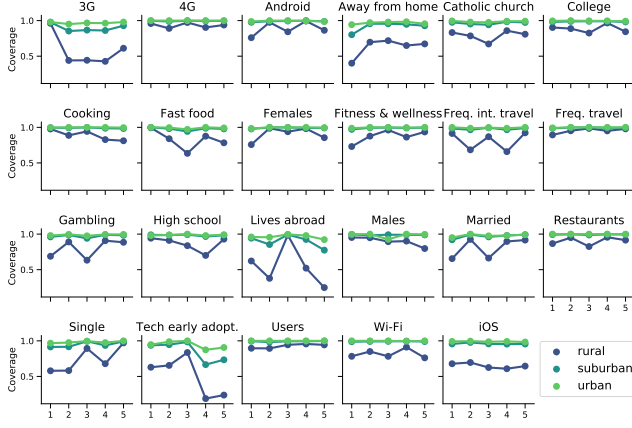 3G 4G Android Away from home Catholic church College
Coverage
1.0
0.5
Cooking Fast food Females Fitness & wellness Freq. int. travel Freq. travel
Coverage
1.0
0.5
Gambling High school Lives abroad Males Married Restaurants
Coverage
1.0
0.5
1 2 3 4 5
Single Tech early adopt. Users Wi-Fi iOS
Coverage
1.0
0.5
1 2 3 4 5 1 2 3 4 5 1 2 3 4 5 1 2 3 4 5 1 2 3 4 5
rural
suburban
urban